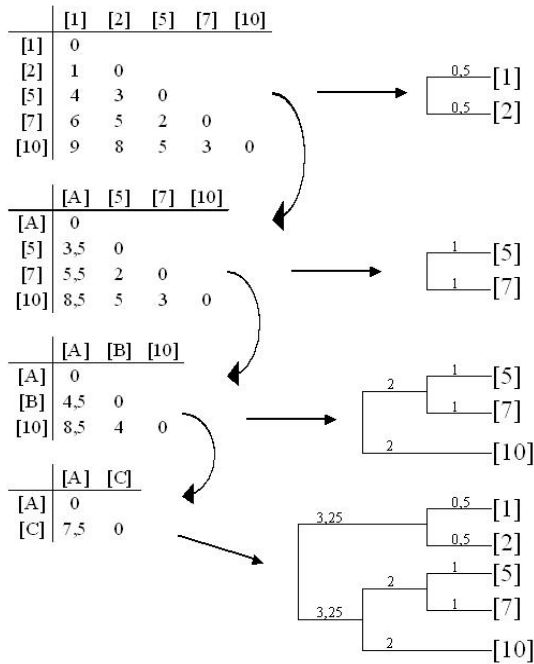 [1] [2] [5] [7] [10]
[1] 0
[2] 1 0
[5] 4 3 0
[7] 6 5 2 0
[10] 9 8 5 3 0
0,5 [1]
0,5 [2]
[A] [5] [7] [10]
[A] 0
[5] 3,5 0
[7] 5,5 2 0
[10] 8,5 5 3 0
1 [5]
1 [7]
[A] [B] [10]
[A] 0
[B] 4,5 0
[10] 8,5 4 0
1 [5]
2
1 [7]
2 [10]
[A] [C]
[A] 0
[C] 7,5 0
0,5 [1]
3,25
0,5 [2]
1 [5]
2
1 [7]
3,25
2 [10]